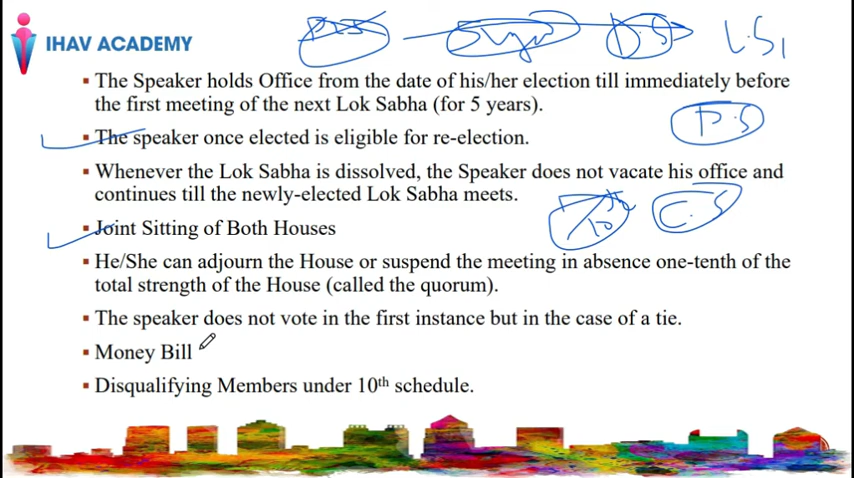 IHAV ACADEMY
D.S
L.S,
▪ The Speaker holds Office from the date of his/her election till immediately before
the first meeting of the next Lok Sabha (for 5 years).
P.S
▪ The speaker once elected is eligible for re-election.
▪ Whenever the Lok Sabha is dissolved, the Speaker does not vacate his office and
continues till the newly-elected Lok Sabha meets.
C.S
▪ Joint Sitting of Both Houses
▪ He/She can adjourn the House or suspend the meeting in absence one-tenth of the
total strength of the House (called the quorum).
▪ The speaker does not vote in the first instance but in the case of a tie.
▪ Money Bill
▪ Disqualifying Members under 10th schedule.